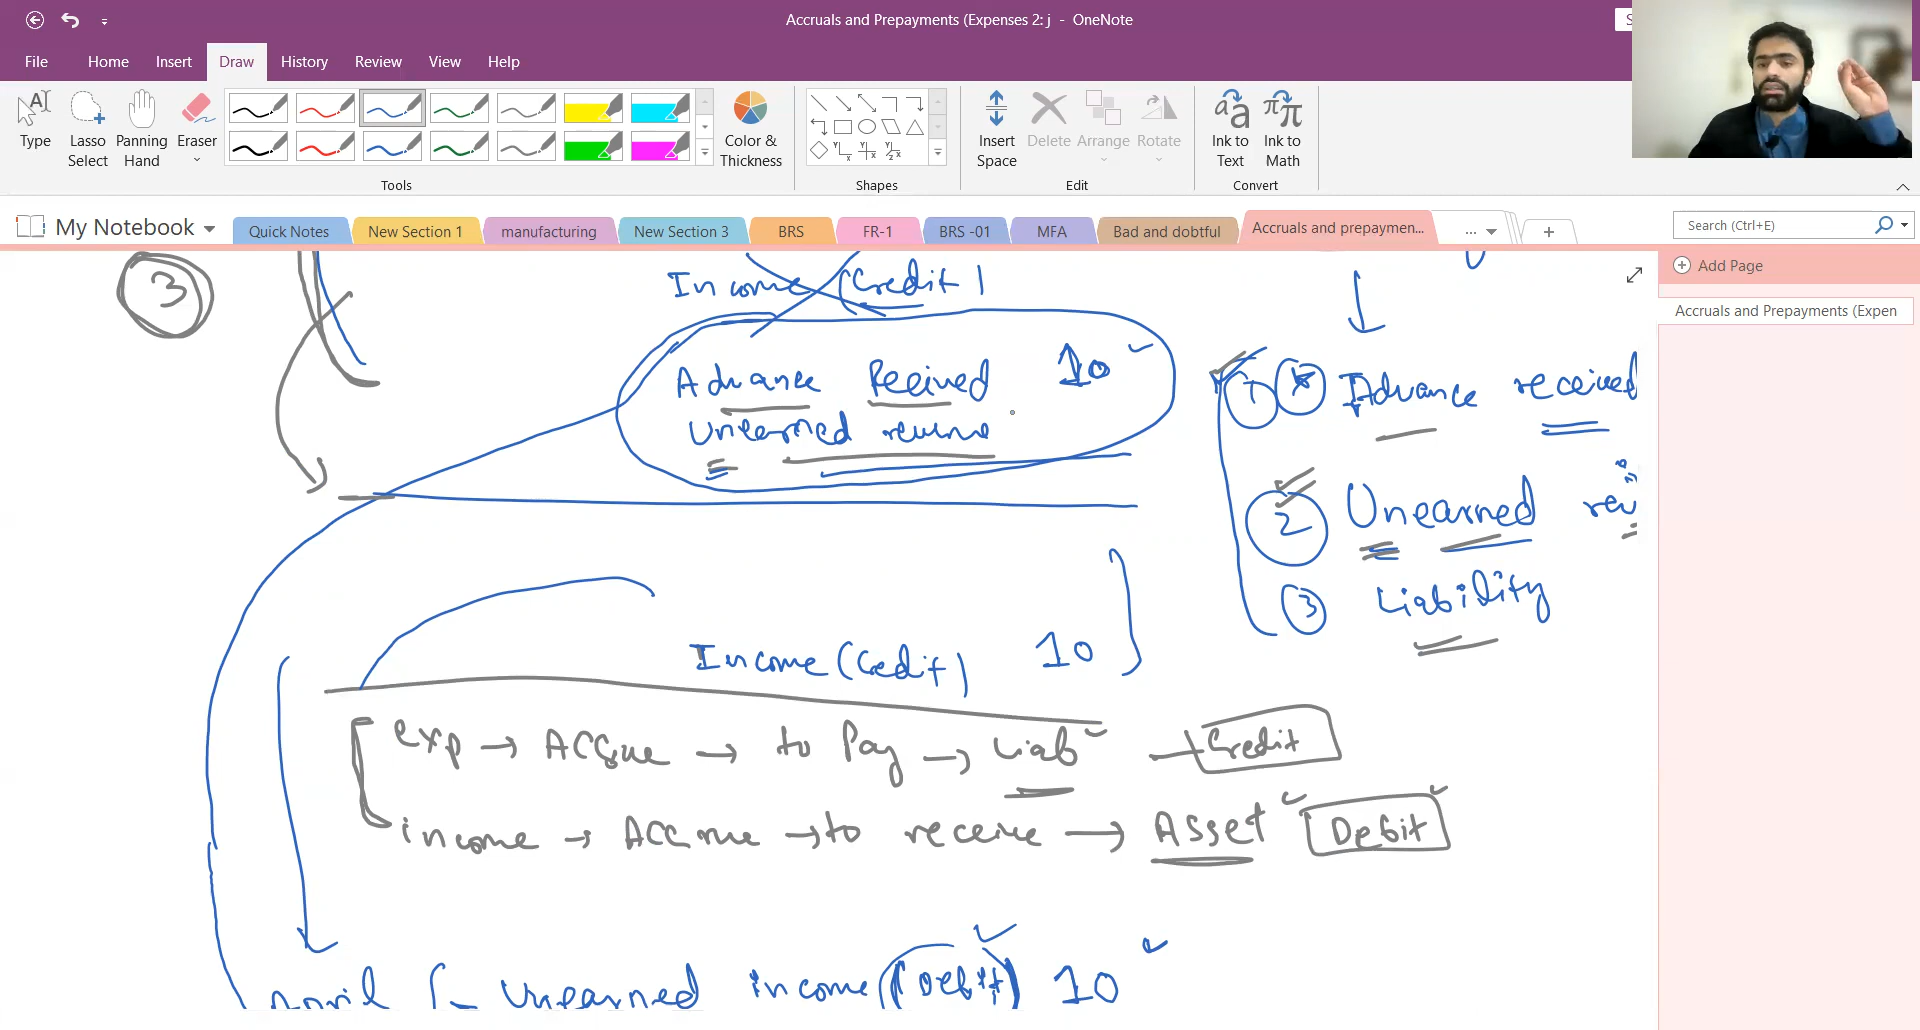 Accruals and Prepayments (Expenses 2: j - OneNote
File Home Insert Draw History Review View Help
Type
Lasso Select
Panning Hand
Eraser
Color & Thickness
Insert Space
Delete
Arrange
Rotate
Ink to Text
Ink to Math
Tools
Shapes
Edit
Convert
My Notebook
Quick Notes
New Section 1
manufacturing
New Section 3
BRS
FR-1
BRS -01
MFA
Bad and dobtful
Accruals and prepaymen...
...
Search (Ctrl+E)
Add Page
Accruals and Prepayments (Expen
3
Income (Credit)
Advance Received 10
Unearned revenue
1 Advance received
2 Unearned rev
3 Liability
Income (Credit) 10
exp → Accrue → to Pay → Liab → Credit
income → Accrue → to receive → Asset Debit
April Unearned income (Debit) 10